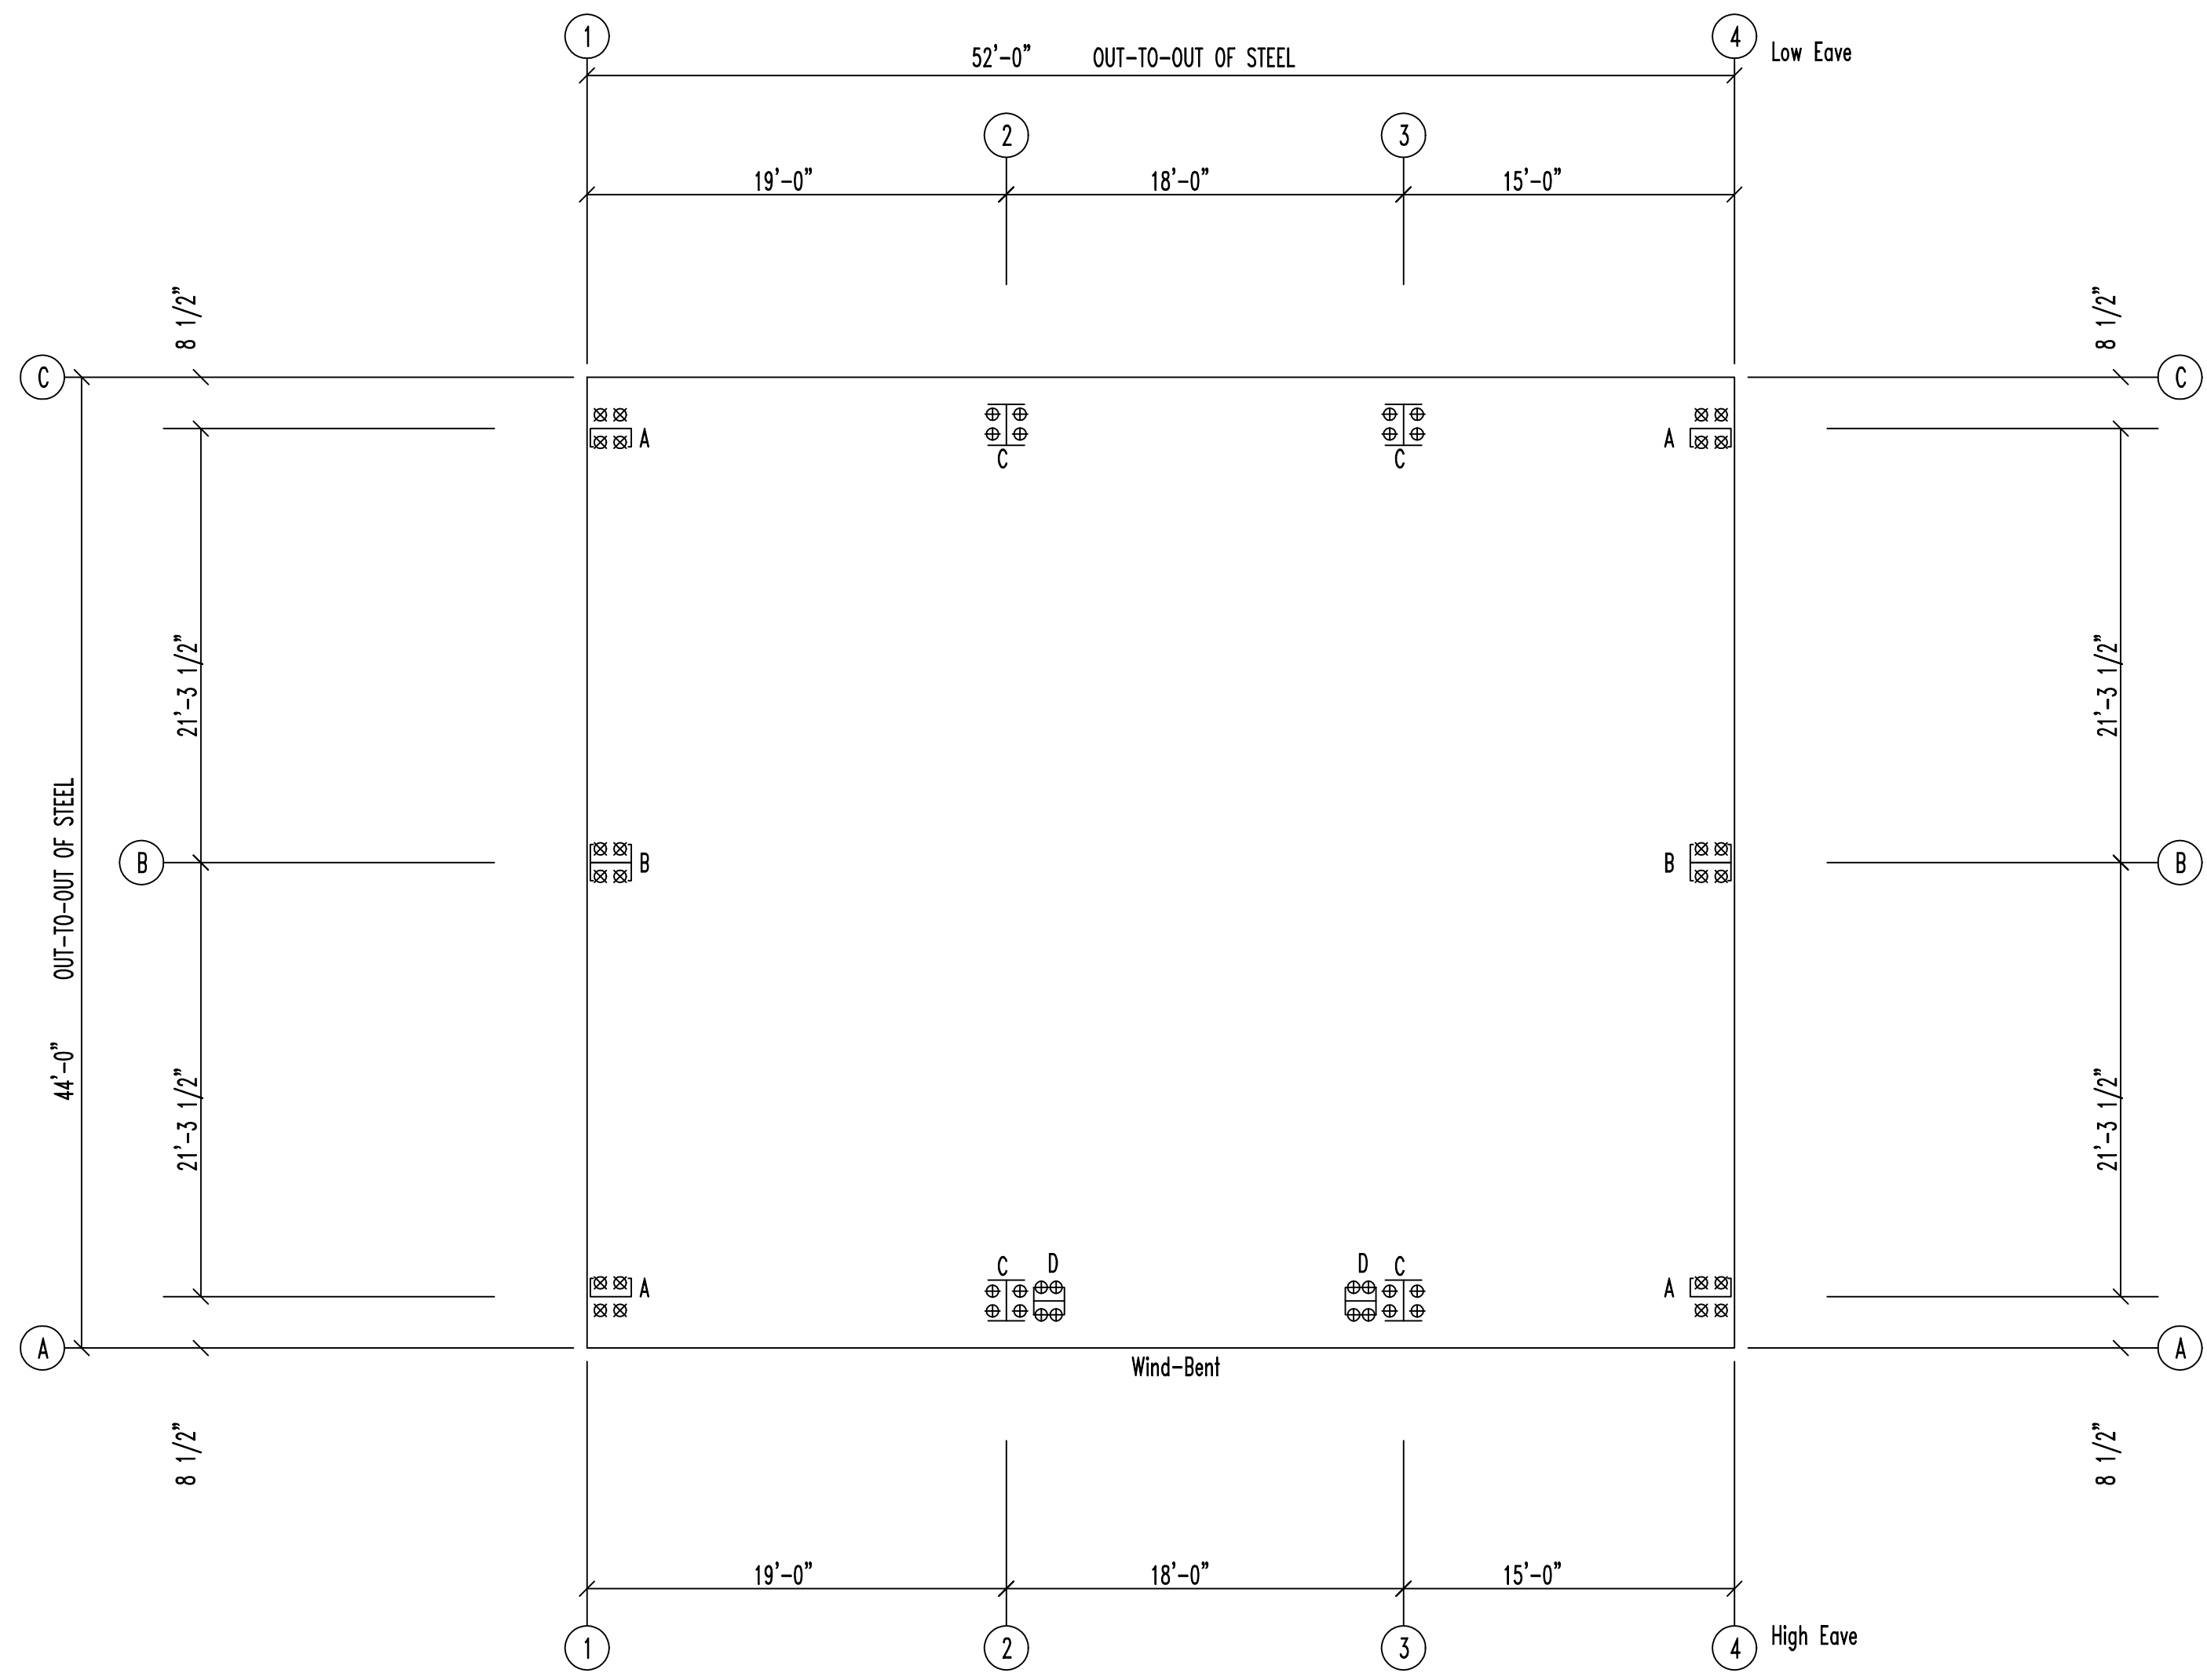 1
4
Low Eave
52'-0" OUT-TO-OUT OF STEEL
2
3
19'-0"
18'-0"
15'-0"
8 1/2"
8 1/2"
C
C
A
C
C
A
21'-3 1/2"
21'-3 1/2"
44'-0" OUT-TO-OUT OF STEEL
B
B
B
B
21'-3 1/2"
21'-3 1/2"
A
C
D
D
C
A
A
A
Wind-Bent
8 1/2"
8 1/2"
19'-0"
18'-0"
15'-0"
1
2
3
4
High Eave